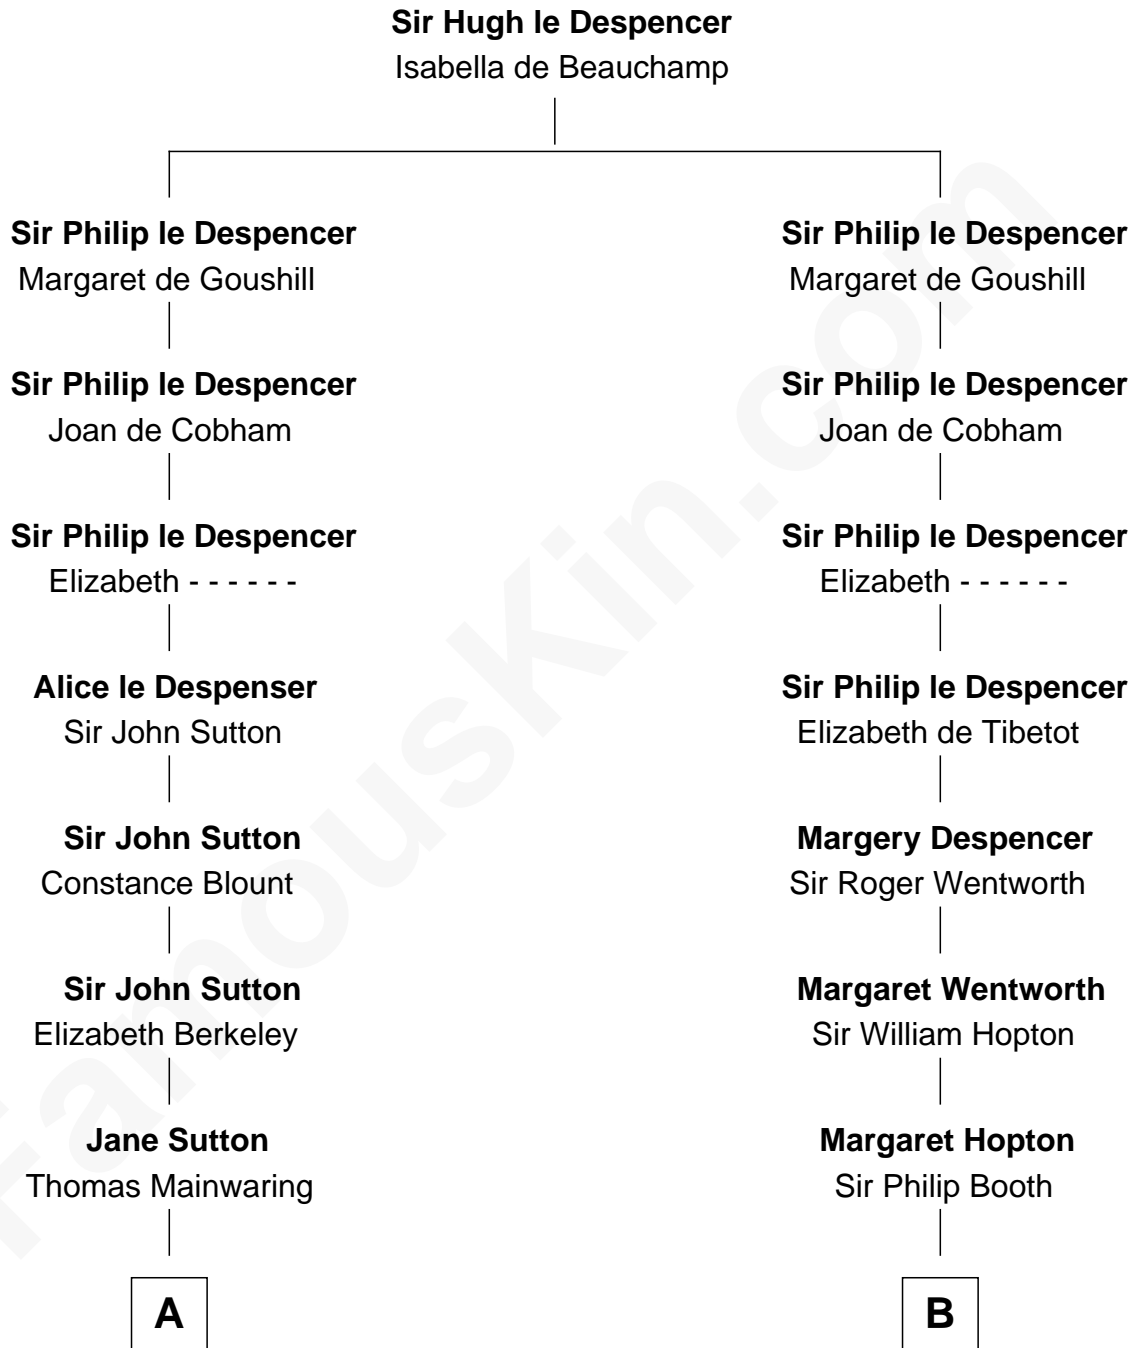 Sir Hugh le Despencer
Isabella de Beauchamp
Sir Philip le Despencer
Margaret de Goushill
Sir Philip le Despencer
Joan de Cobham
Sir Philip le Despencer
Elizabeth - - - - - -
Alice le Despenser
Sir John Sutton
Sir John Sutton
Constance Blount
Sir John Sutton
Elizabeth Berkeley
Jane Sutton
Thomas Mainwaring
A
Sir Philip le Despencer
Margaret de Goushill
Sir Philip le Despencer
Joan de Cobham
Sir Philip le Despencer
Elizabeth - - - - - -
Sir Philip le Despencer
Elizabeth de Tibetot
Margery Despencer
Sir Roger Wentworth
Margaret Wentworth
Sir William Hopton
Margaret Hopton
Sir Philip Booth
B
FamousKin.com